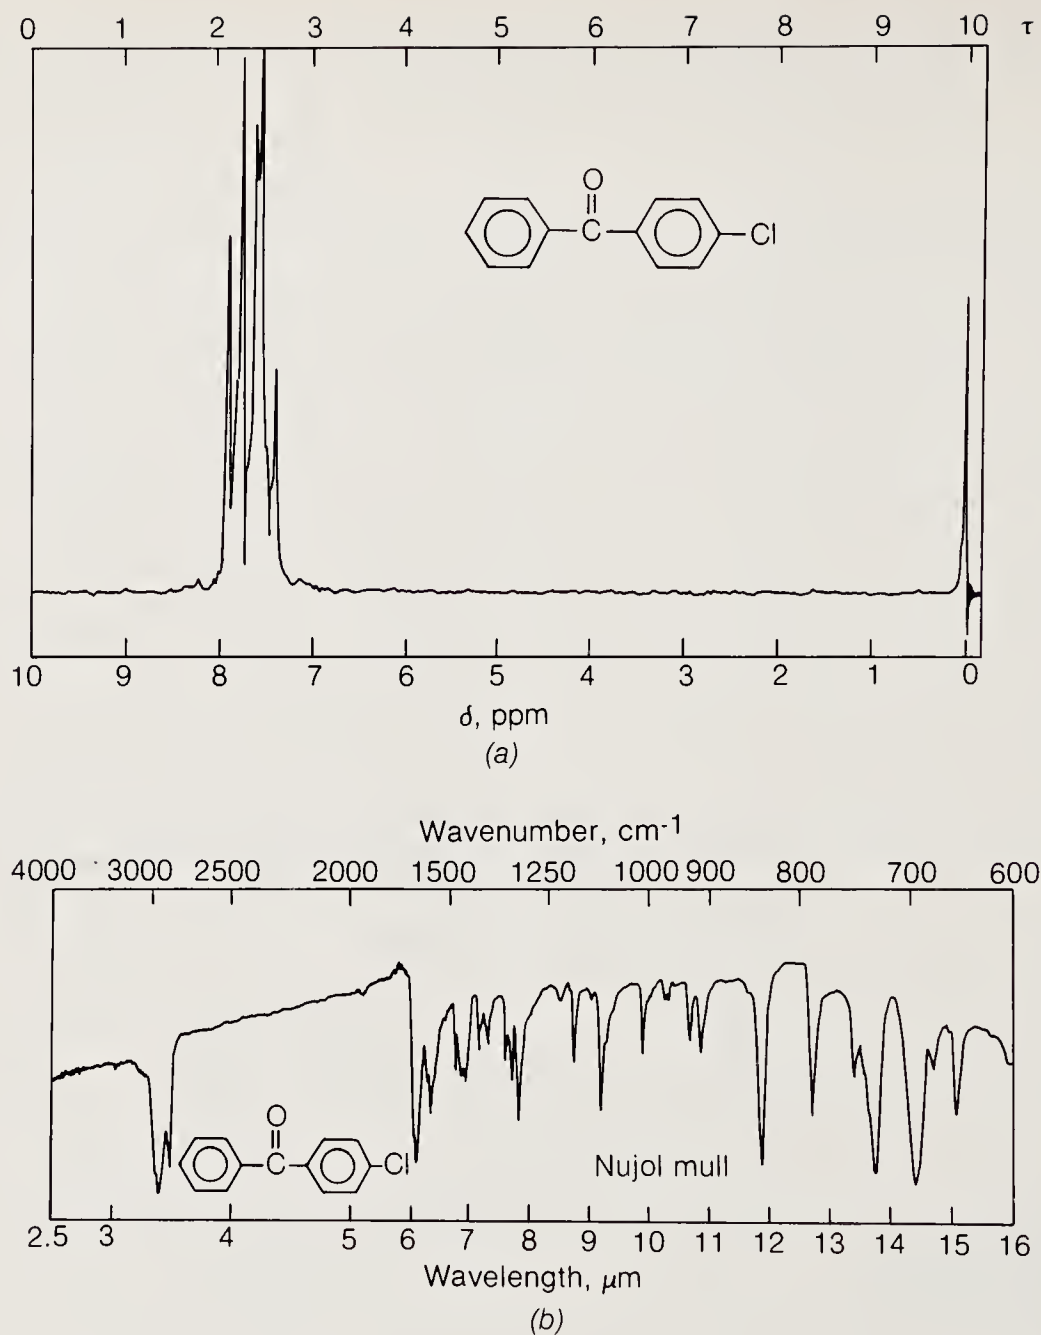 0 1 2 3 4 5 6 7 8 9 10 τ
O
C
Cl
10 9 8 7 6 5 4 3 2 1 0
δ, ppm
(a)
Wavenumber, cm-1
4000 3000 2500 2000 1500 1250 1000 900 800 700 600
O
C
Cl
Nujol mull
2.5 3 4 5 6 7 8 9 10 11 12 13 14 15 16
Wavelength, μm
(b)